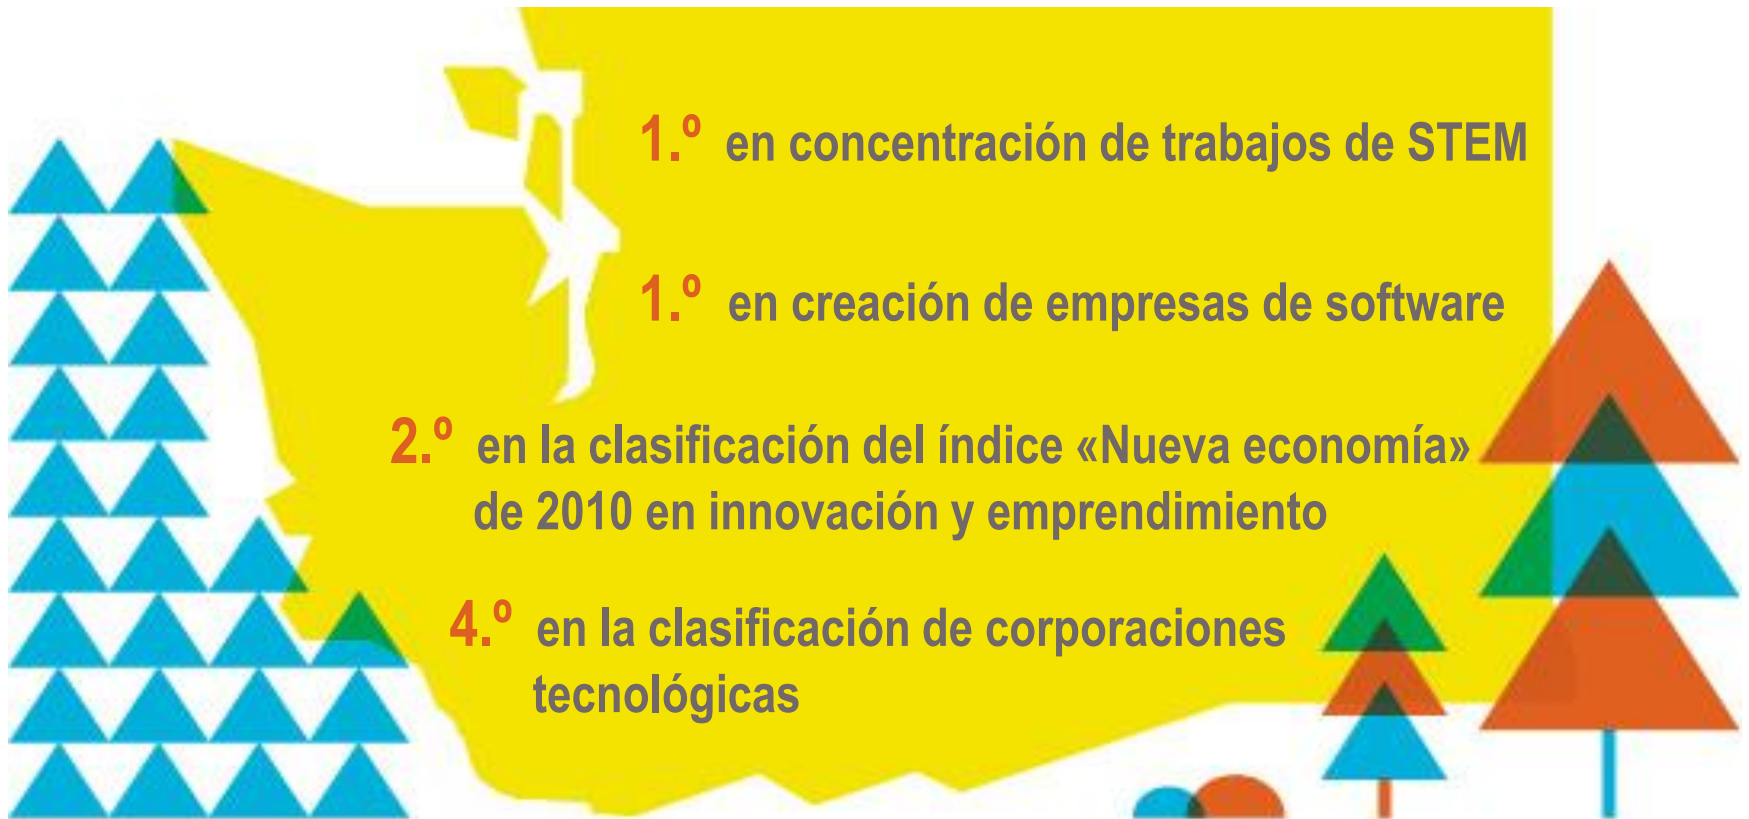 1.º en concentración de trabajos de STEM
1.º en creación de empresas de software
2.º en la clasificación del índice «Nueva economía»
de 2010 en innovación y emprendimiento
4.º en la clasificación de corporaciones
tecnológicas